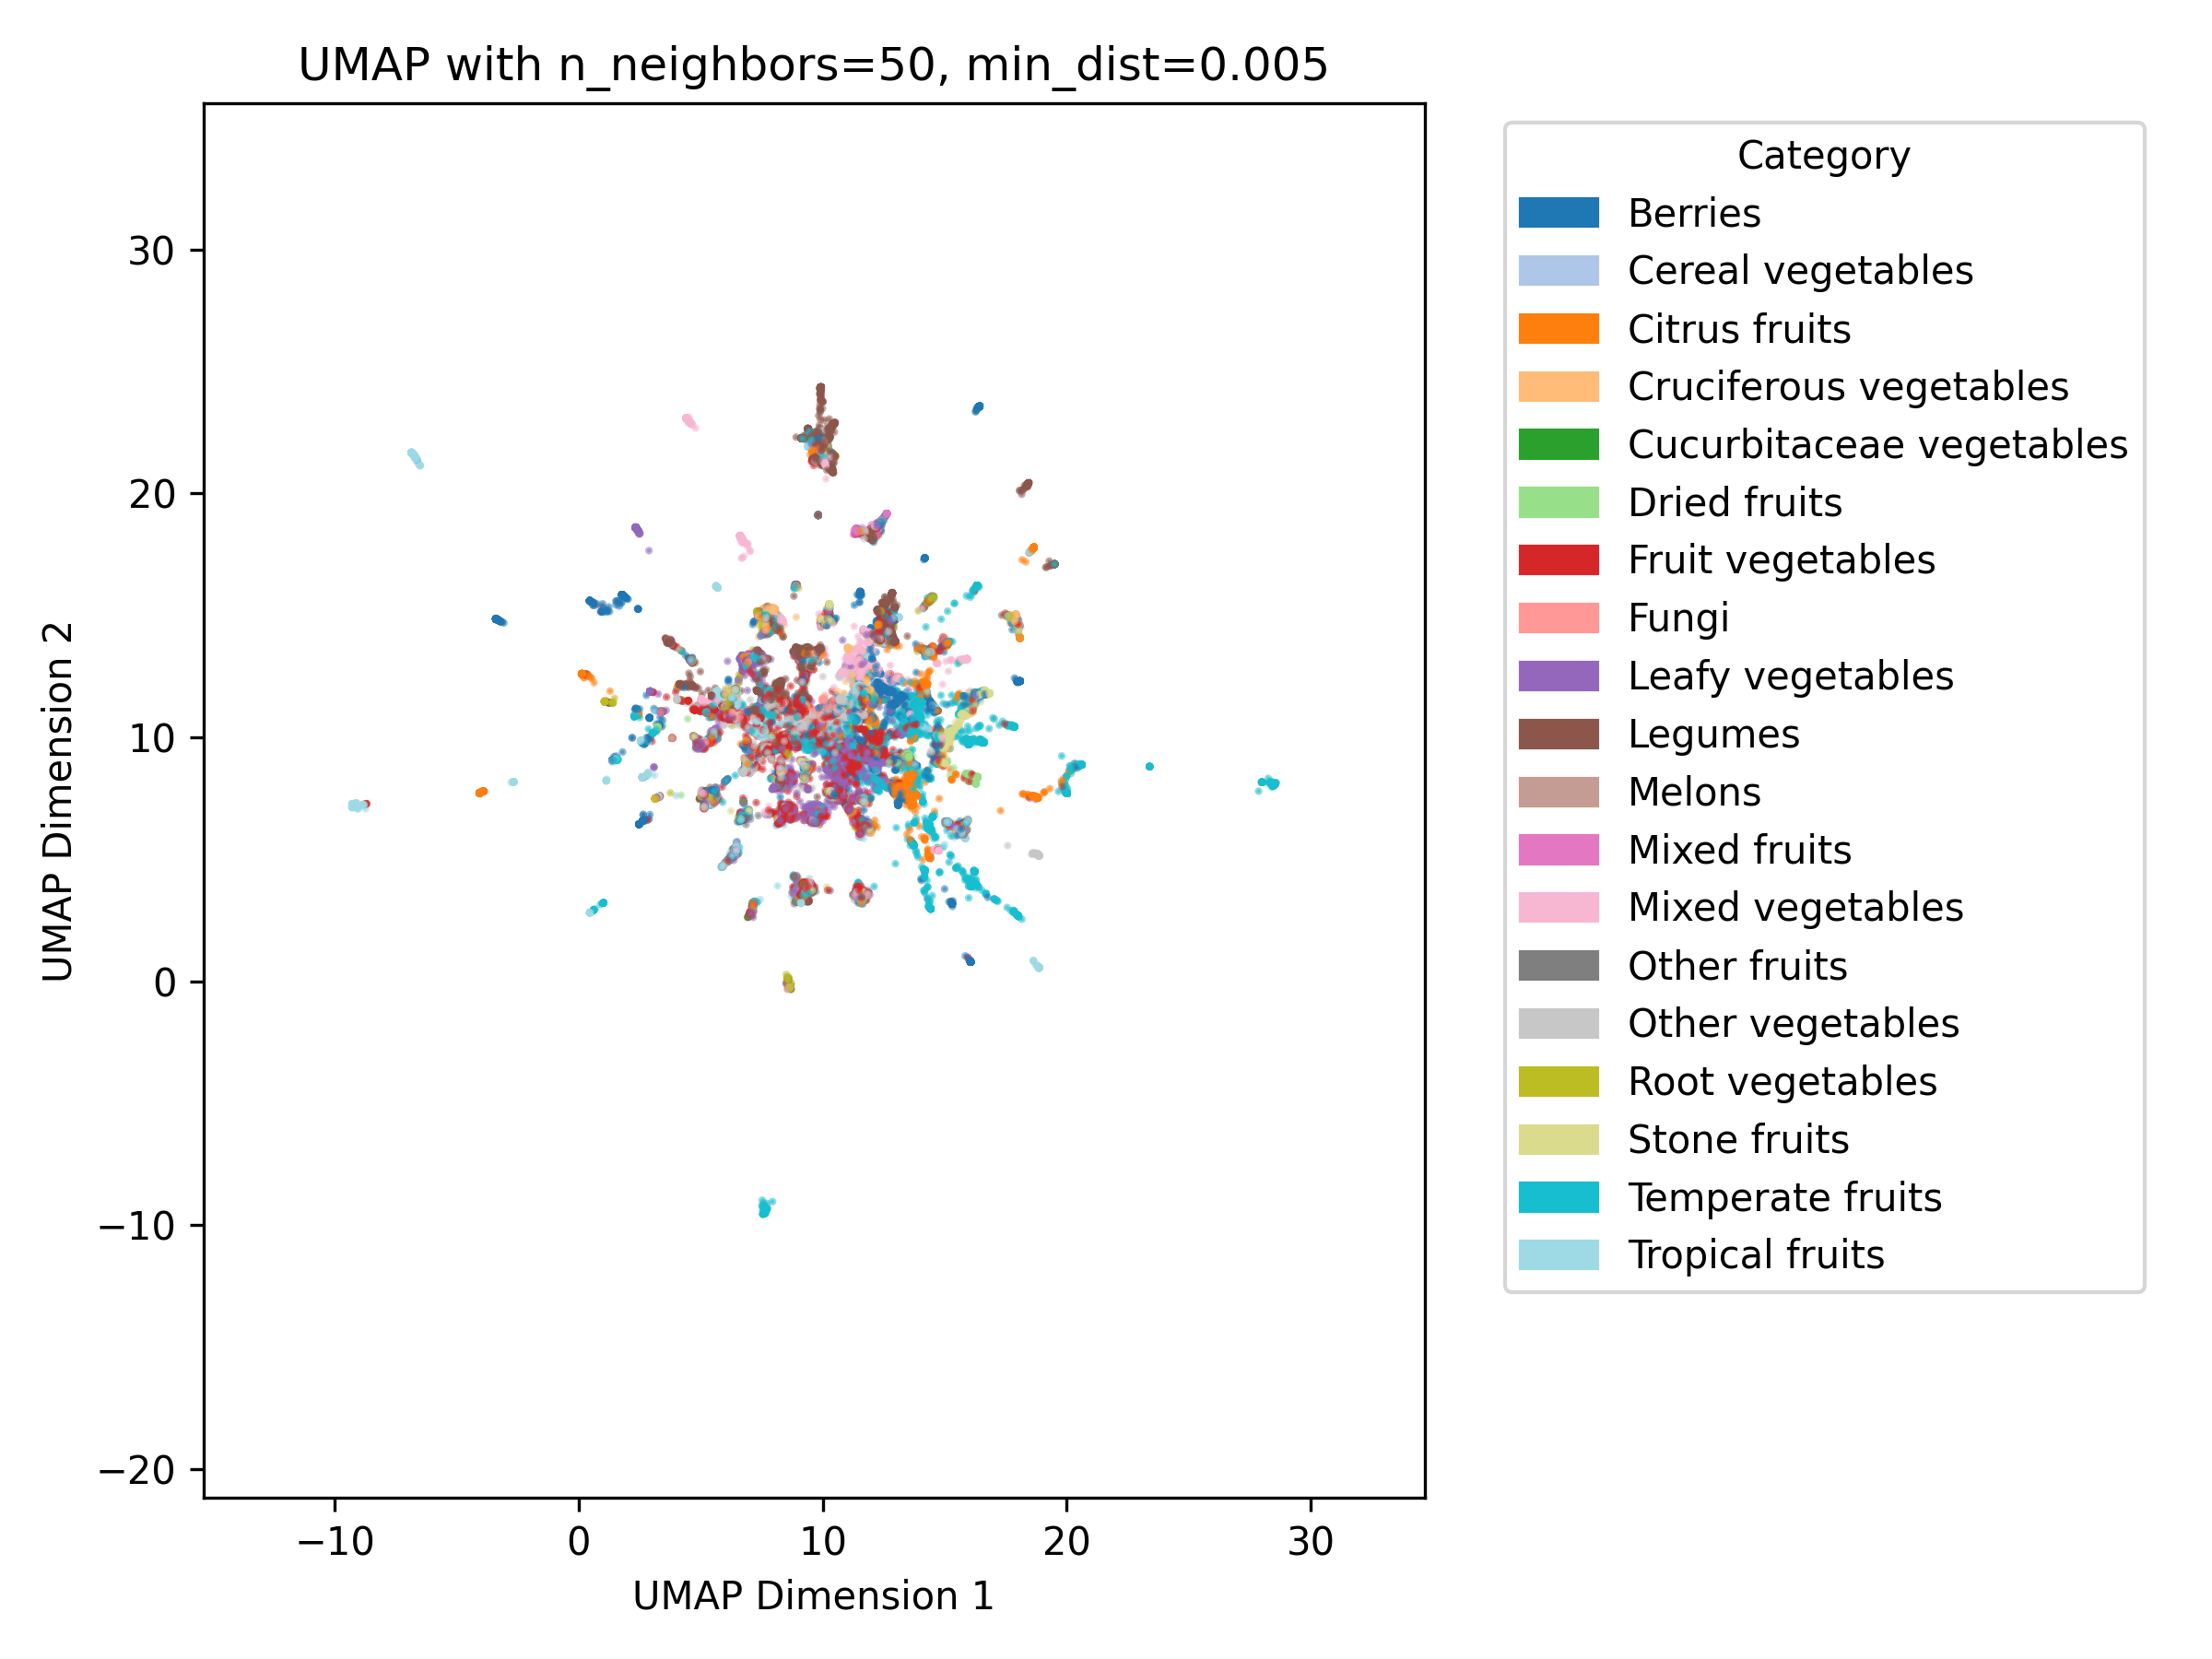 UMAP with n_neighbors=50, min_dist=0.005
UMAP Dimension 2
30
20
10
0
−10
−20
−10
0
10
20
30
UMAP Dimension 1
Category
Berries
Cereal vegetables
Citrus fruits
Cruciferous vegetables
Cucurbitaceae vegetables
Dried fruits
Fruit vegetables
Fungi
Leafy vegetables
Legumes
Melons
Mixed fruits
Mixed vegetables
Other fruits
Other vegetables
Root vegetables
Stone fruits
Temperate fruits
Tropical fruits